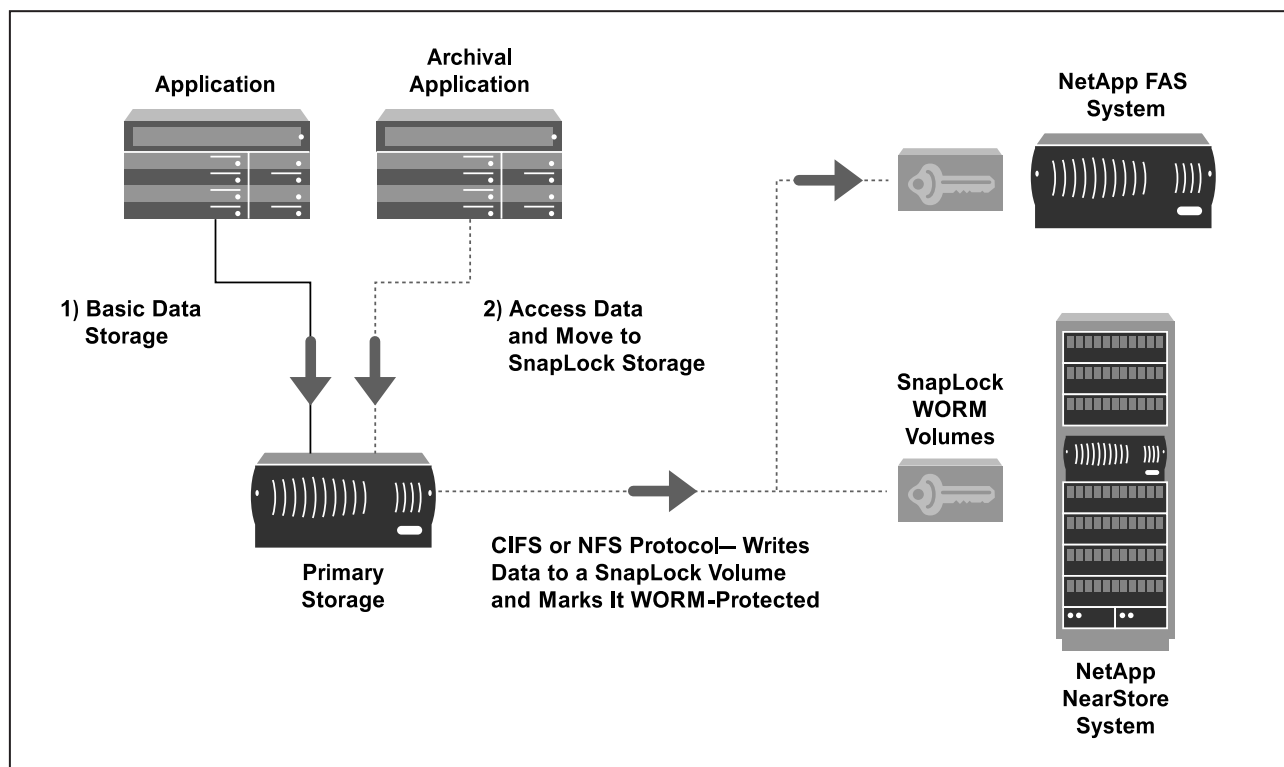 Application
Archival
Application
NetApp FAS
System
1) Basic Data
Storage
2) Access Data
and Move to
SnapLock Storage
SnapLock
WORM
Volumes
CIFS or NFS Protocol— Writes
Data to a SnapLock Volume
and Marks It WORM-Protected
Primary
Storage
NetApp
NearStore
System